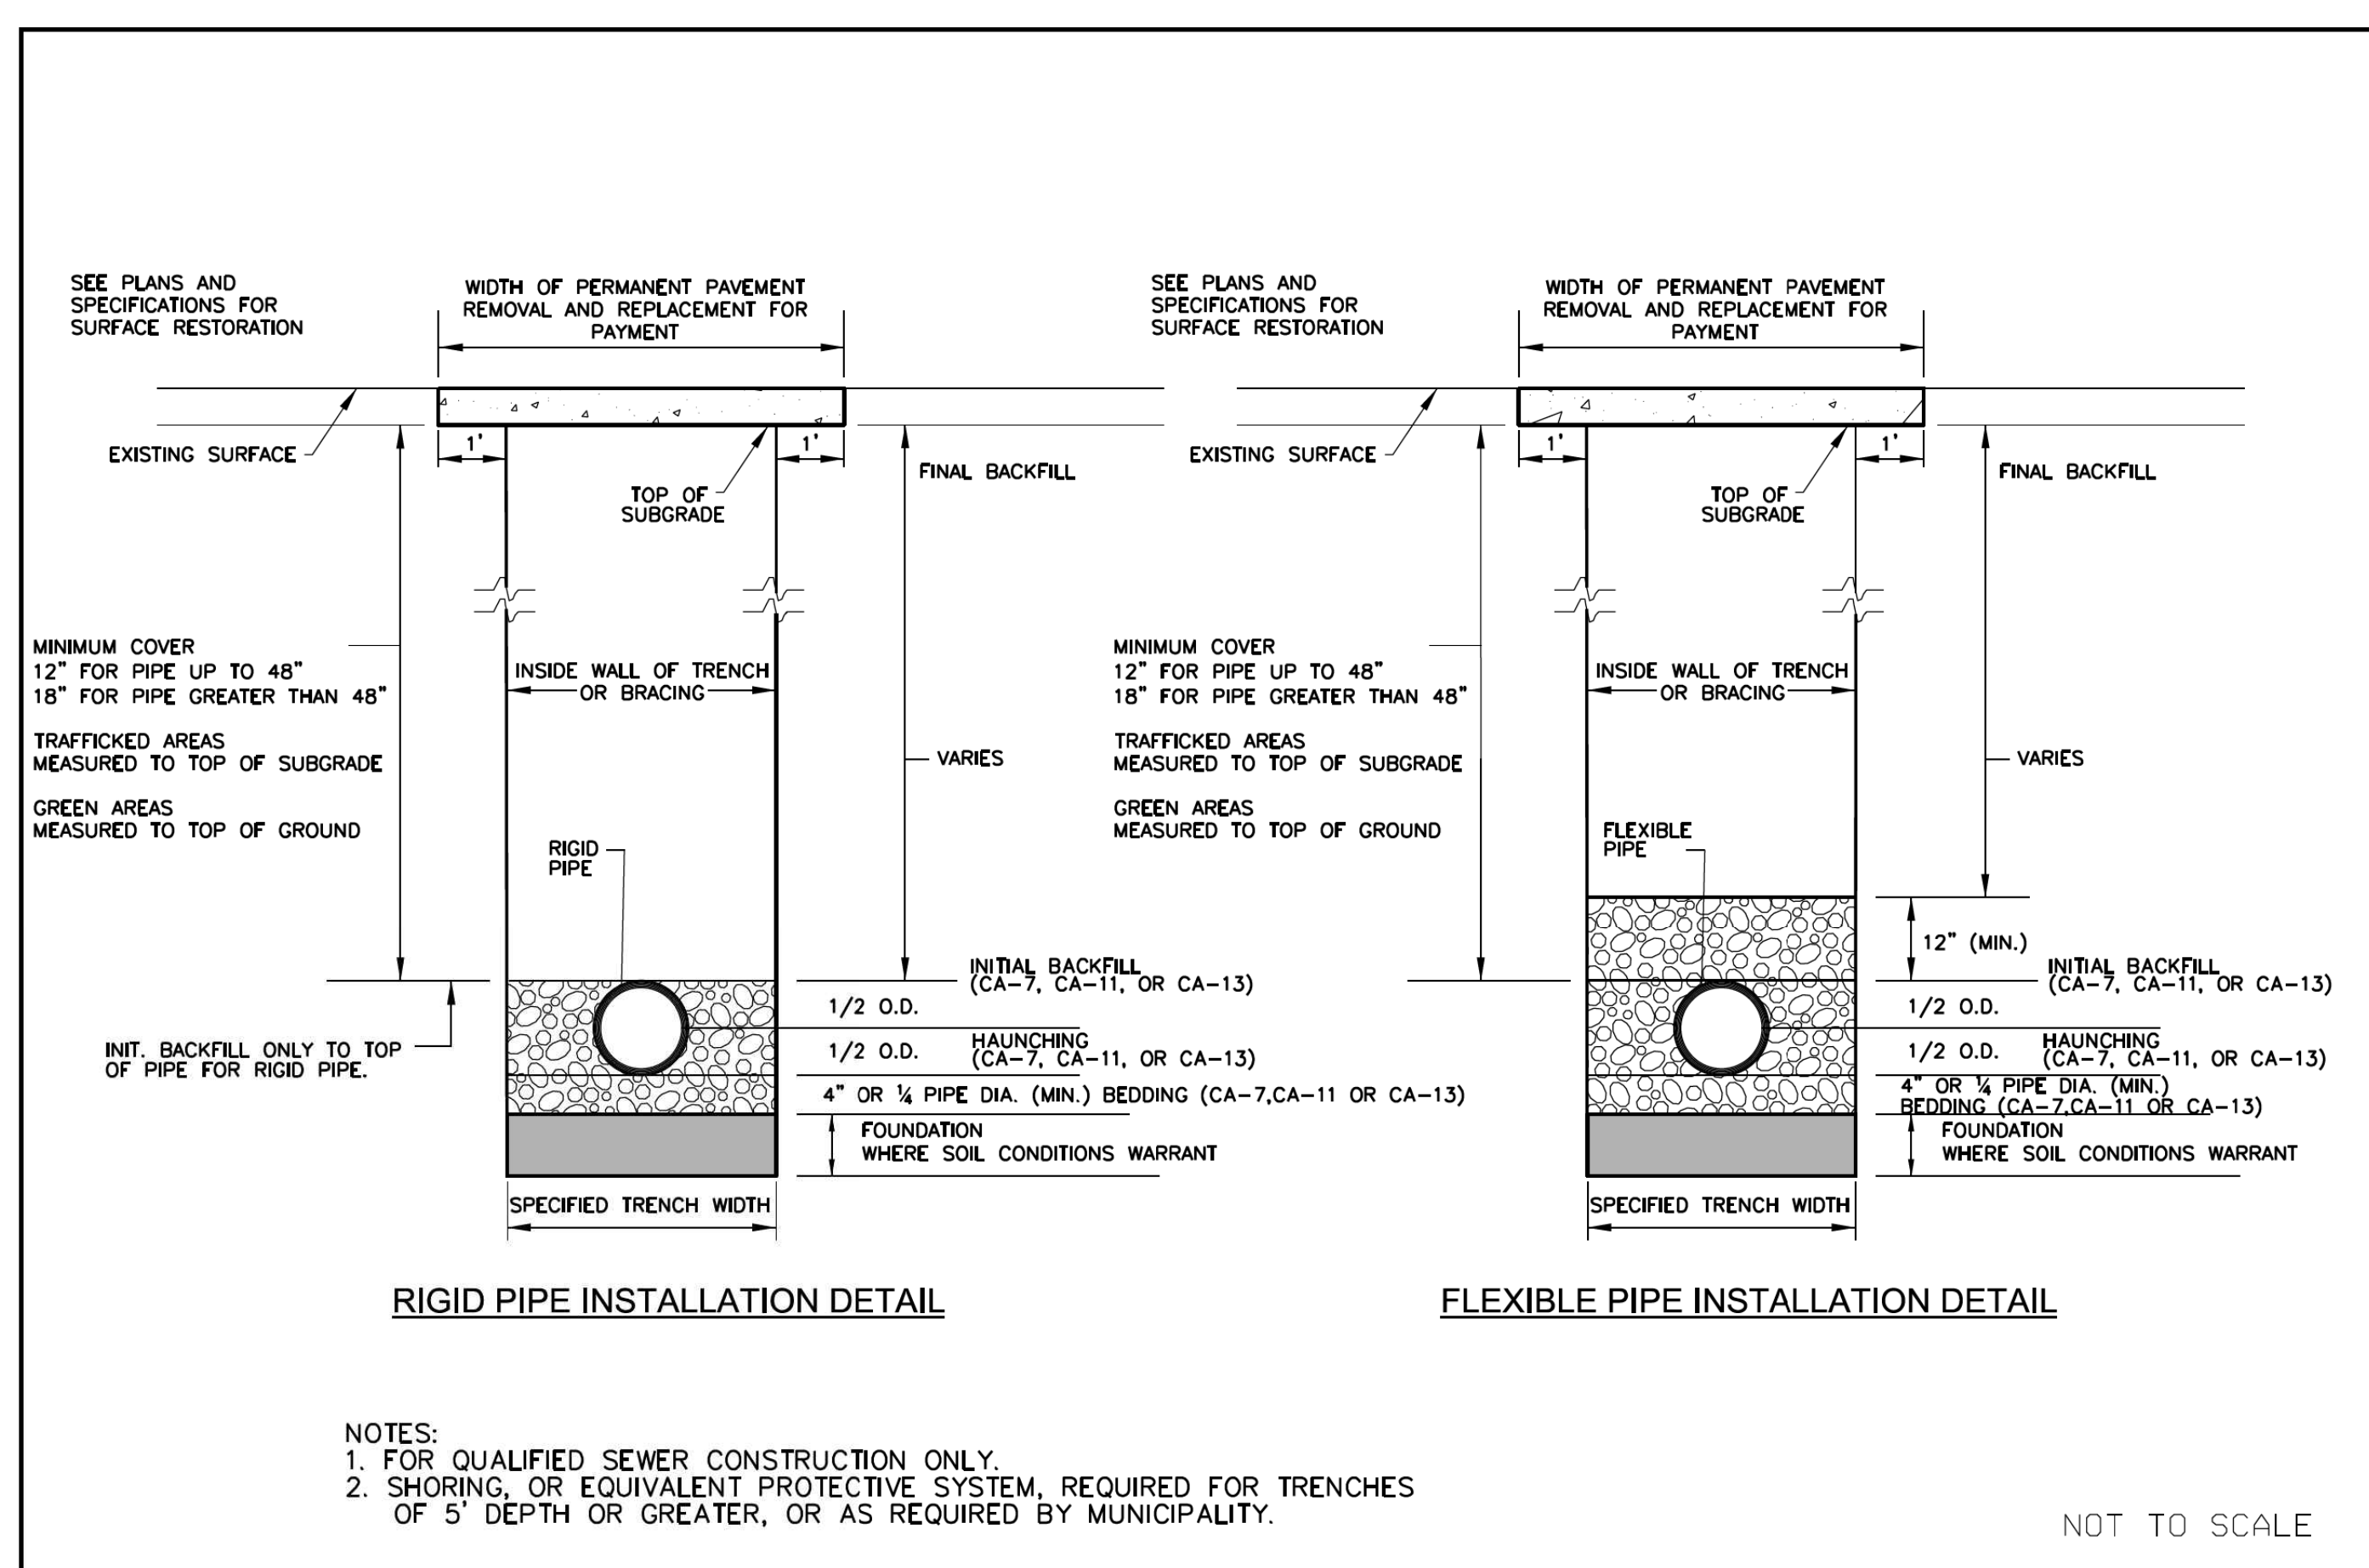 SEE PLANS AND
SPECIFICATIONS FOR
SURFACE RESTORATION
WIDTH OF PERMANENT PAVEMENT
REMOVAL AND REPLACEMENT FOR
PAYMENT
EXISTING SURFACE
1'
1'
TOP OF
SUBGRADE
FINAL BACKFILL
MINIMUM COVER
12" FOR PIPE UP TO 48"
18" FOR PIPE GREATER THAN 48"
TRAFFICKED AREAS
MEASURED TO TOP OF SUBGRADE
GREEN AREAS
MEASURED TO TOP OF GROUND
INSIDE WALL OF TRENCH
OR BRACING
VARIES
RIGID
PIPE
INIT. BACKFILL ONLY TO TOP
OF PIPE FOR RIGID PIPE.
INITIAL BACKFILL
(CA-7, CA-11, OR CA-13)
1/2 O.D.
1/2 O.D.
HAUNCHING
(CA-7, CA-11, OR CA-13)
4" OR ¼ PIPE DIA. (MIN.) BEDDING (CA-7,CA-11 OR CA-13)
FOUNDATION
WHERE SOIL CONDITIONS WARRANT
SPECIFIED TRENCH WIDTH
RIGID PIPE INSTALLATION DETAIL
SEE PLANS AND
SPECIFICATIONS FOR
SURFACE RESTORATION
WIDTH OF PERMANENT PAVEMENT
REMOVAL AND REPLACEMENT FOR
PAYMENT
EXISTING SURFACE
1'
1'
TOP OF
SUBGRADE
FINAL BACKFILL
MINIMUM COVER
12" FOR PIPE UP TO 48"
18" FOR PIPE GREATER THAN 48"
TRAFFICKED AREAS
MEASURED TO TOP OF SUBGRADE
GREEN AREAS
MEASURED TO TOP OF GROUND
INSIDE WALL OF TRENCH
OR BRACING
VARIES
FLEXIBLE
PIPE
12" (MIN.)
INITIAL BACKFILL
(CA-7, CA-11, OR CA-13)
1/2 O.D.
1/2 O.D.
HAUNCHING
(CA-7, CA-11, OR CA-13)
4" OR ¼ PIPE DIA. (MIN.)
BEDDING (CA-7,CA-11 OR CA-13)
FOUNDATION
WHERE SOIL CONDITIONS WARRANT
SPECIFIED TRENCH WIDTH
FLEXIBLE PIPE INSTALLATION DETAIL
NOTES:
1. FOR QUALIFIED SEWER CONSTRUCTION ONLY.
2. SHORING, OR EQUIVALENT PROTECTIVE SYSTEM, REQUIRED FOR TRENCHES
OF 5' DEPTH OR GREATER, OR AS REQUIRED BY MUNICIPALITY.
NOT TO SCALE